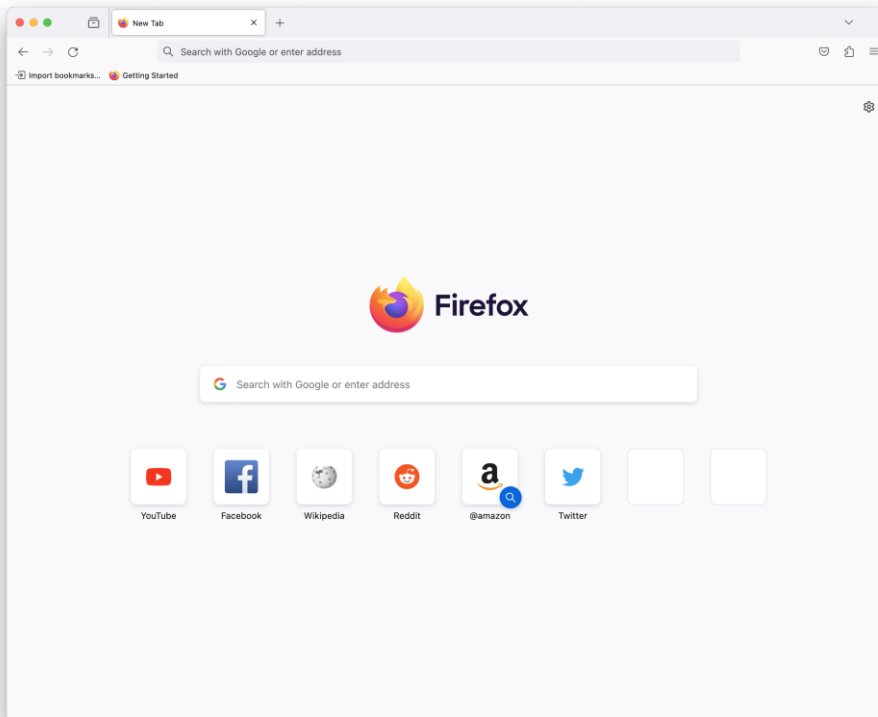 New Tab
Search with Google or enter address
Import bookmarks... Getting Started
Firefox
Search with Google or enter address
YouTube Facebook Wikipedia Reddit @amazon Twitter